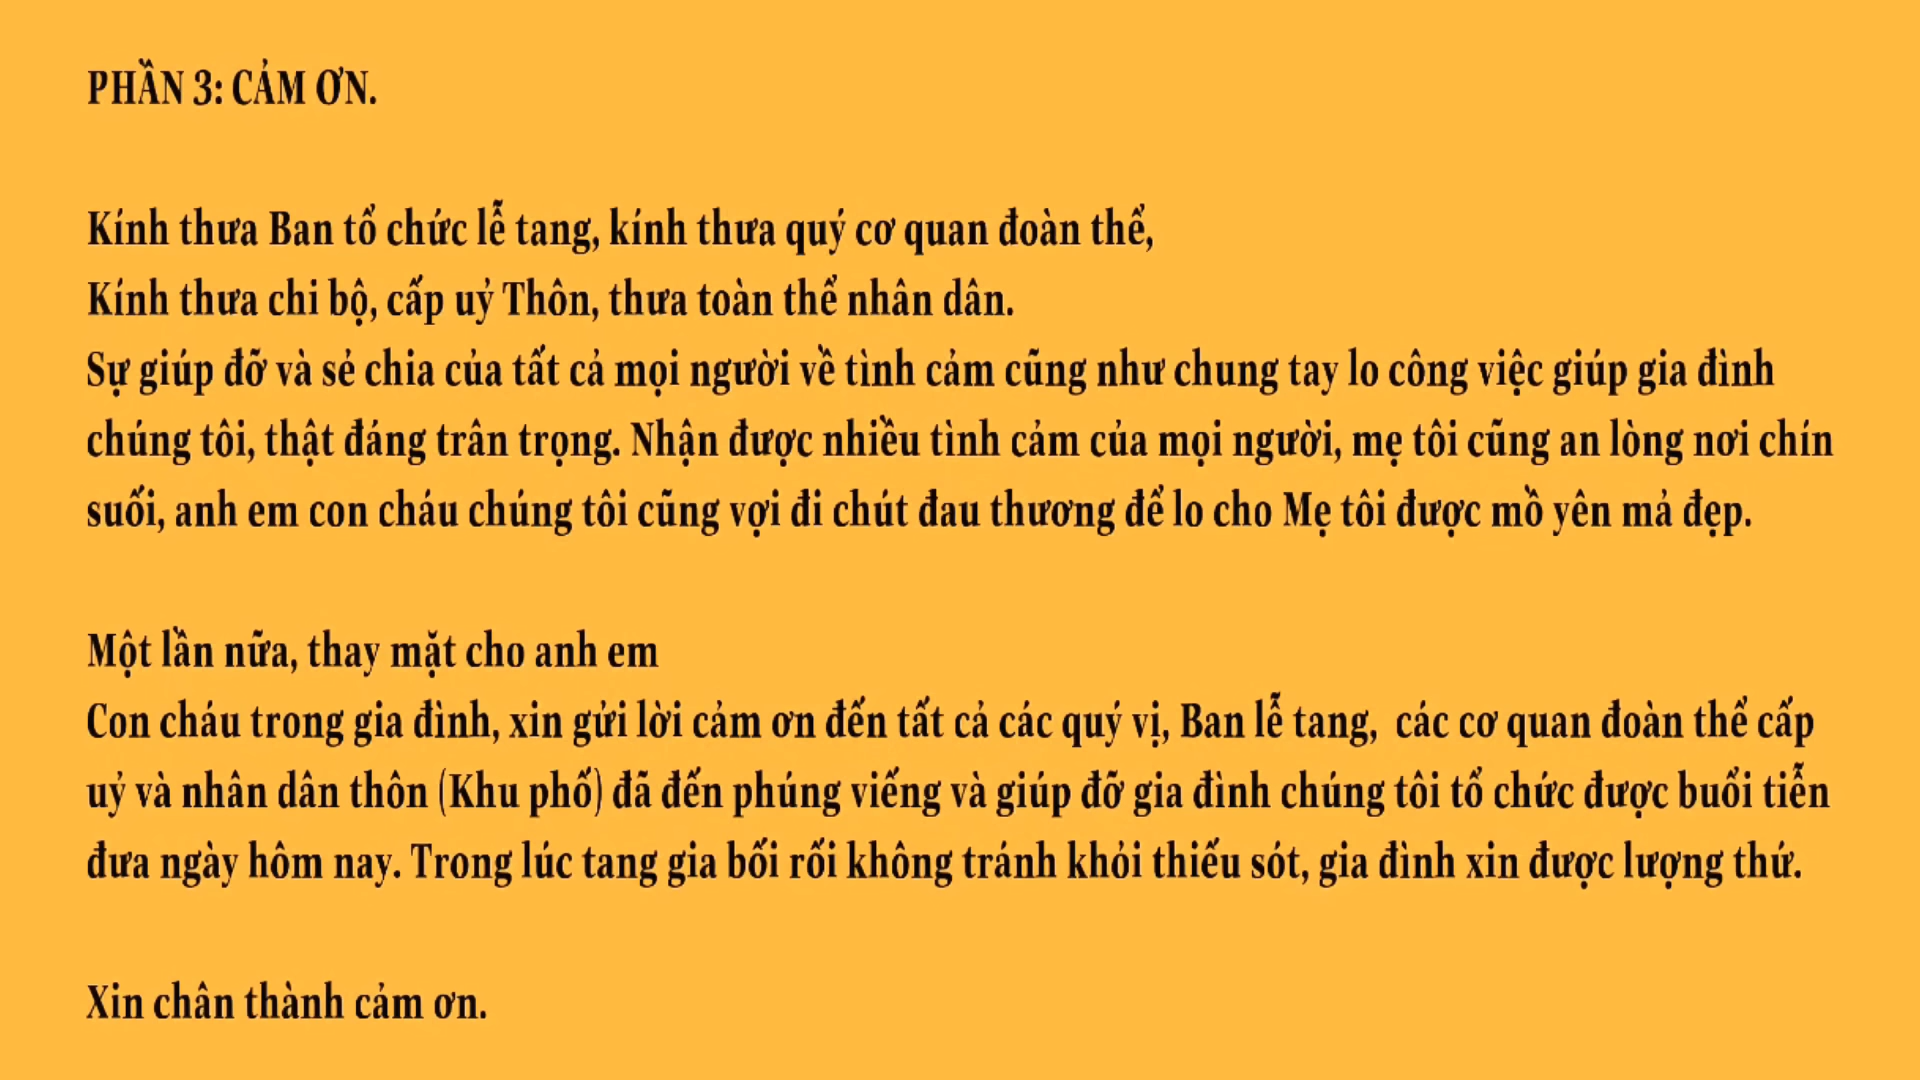 PHẦN 3: CẢM ƠN.
Kính thưa Ban tổ chức lễ tang, kính thưa quý cơ quan đoàn thể,
Kính thưa chi bộ, cấp uỷ Thôn, thưa toàn thể nhân dân.
Sự giúp đỡ và sẻ chia của tất cả mọi người về tình cảm cũng như chung tay lo công việc giúp gia đình
chúng tôi, thật đáng trân trọng. Nhận được nhiều tình cảm của mọi người, mẹ tôi cũng an lòng nơi chín
suối, anh em con cháu chúng tôi cũng vợi đi chút đau thương để lo cho Mẹ tôi được mồ yên mả đẹp.
Một lần nữa, thay mặt cho anh em
Con cháu trong gia đình, xin gửi lời cảm ơn đến tất cả các quý vị, Ban lễ tang,  các cơ quan đoàn thể cấp
uỷ và nhân dân thôn (Khu phố) đã đến phúng viếng và giúp đỡ gia đình chúng tôi tổ chức được buổi tiễn
đưa ngày hôm nay. Trong lúc tang gia bối rối không tránh khỏi thiếu sót, gia đình xin được lượng thứ.
Xin chân thành cảm ơn.